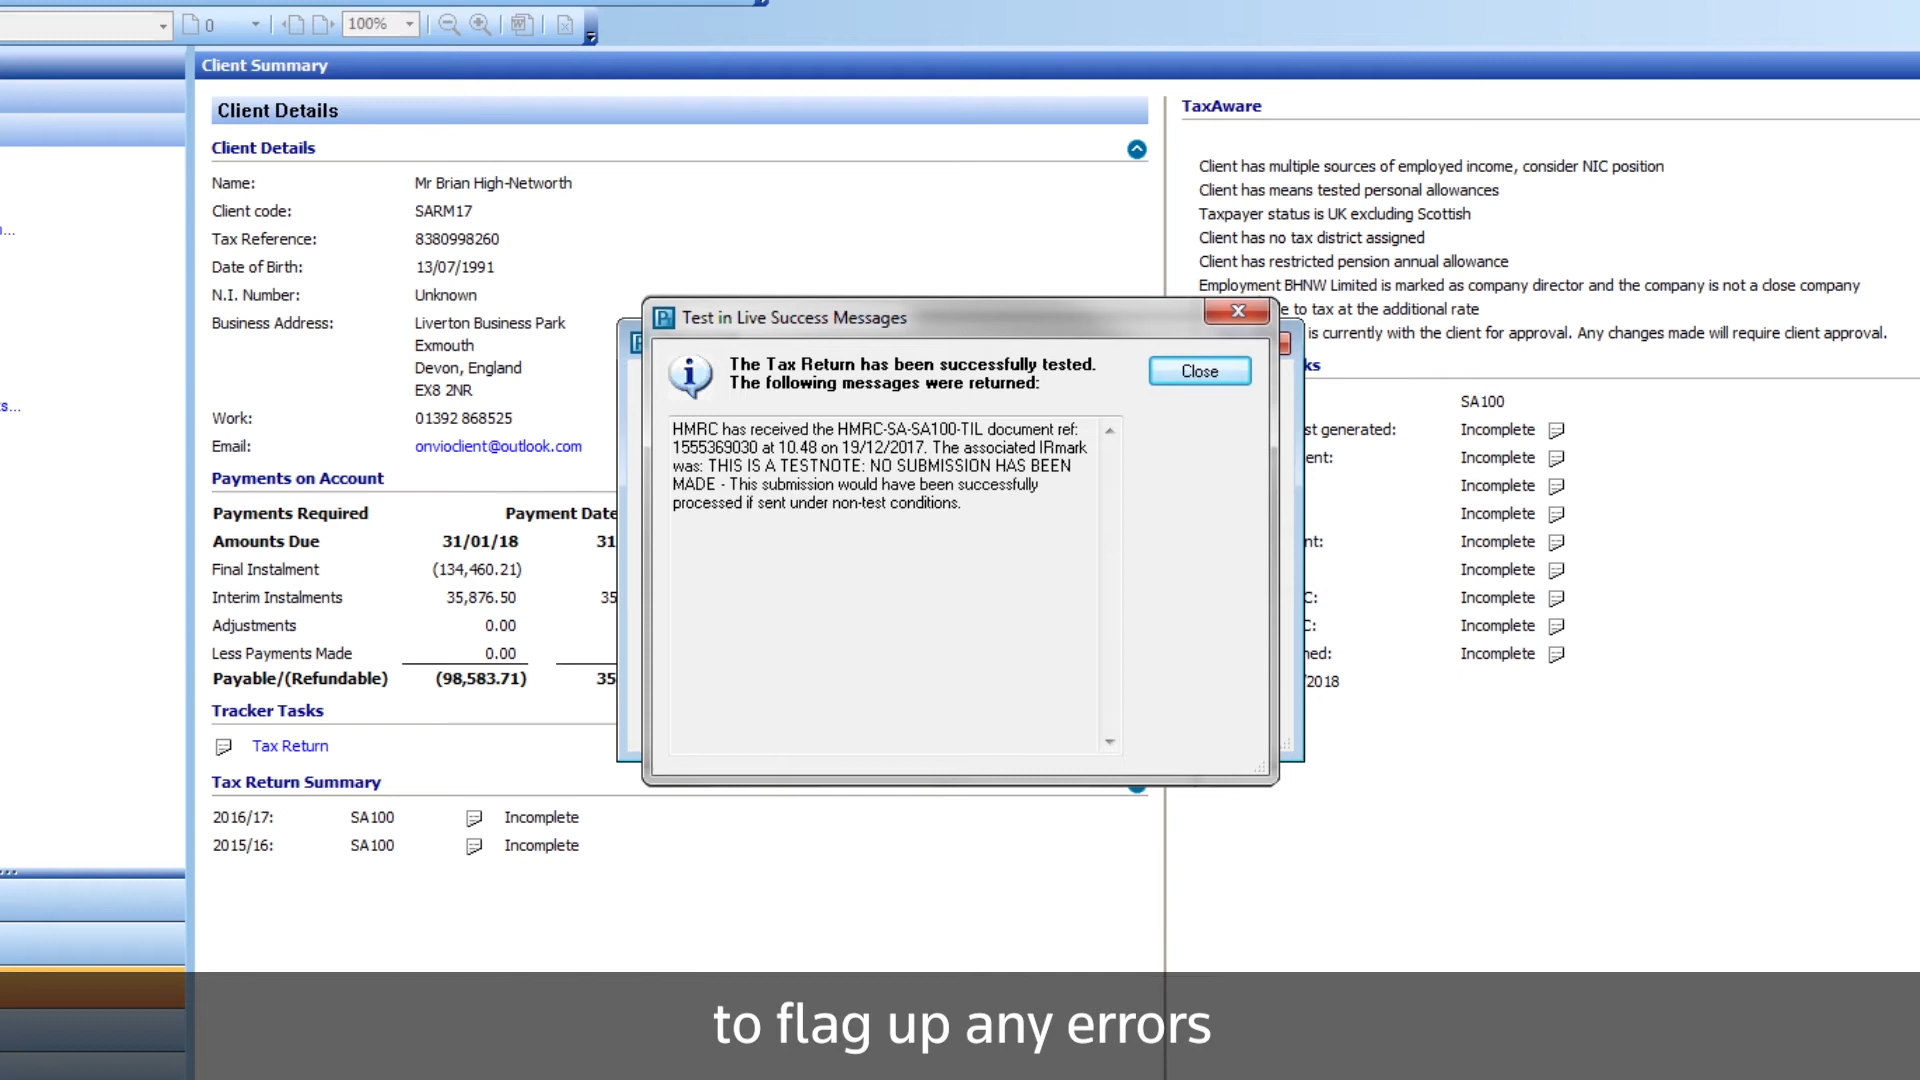 0
100%
Client Summary
Client Details
Client Details
Name: Mr Brian High-Networth
Client code: SARM17
Tax Reference: 8380998260
Date of Birth: 13/07/1991
N.I. Number: Unknown
Business Address: Liverton Business Park
Exmouth
Devon, England
EX8 2NR
Work: 01392 868525
Email: onvioclient@outlook.com
Payments on Account
Payments Required Payment Date
Amounts Due 31/01/18 31
Final Instalment (134,460.21)
Interim Instalments 35,876.50 35
Adjustments 0.00
Less Payments Made 0.00
Payable/(Refundable) (98,583.71) 35
Tracker Tasks
Tax Return
Tax Return Summary
2016/17: SA100 Incomplete
2015/16: SA100 Incomplete
Test in Live Success Messages
The Tax Return has been successfully tested.
The following messages were returned:
Close
HMRC has received the HMRC-SA-SA100-TIL document ref:
1555369030 at 10.48 on 19/12/2017. The associated IRmark
was: THIS IS A TESTNOTE: NO SUBMISSION HAS BEEN
MADE - This submission would have been successfully
processed if sent under non-test conditions.
TaxAware
Client has multiple sources of employed income, consider NIC position
Client has means tested personal allowances
Taxpayer status is UK excluding Scottish
Client has no tax district assigned
Client has restricted pension annual allowance
Employment BHNW Limited is marked as company director and the company is not a close company
e to tax at the additional rate
is currently with the client for approval. Any changes made will require client approval.
ks
SA100
st generated: Incomplete
ent: Incomplete
Incomplete
Incomplete
nt: Incomplete
Incomplete
C: Incomplete
C: Incomplete
ned: Incomplete
/2018
to flag up any errors